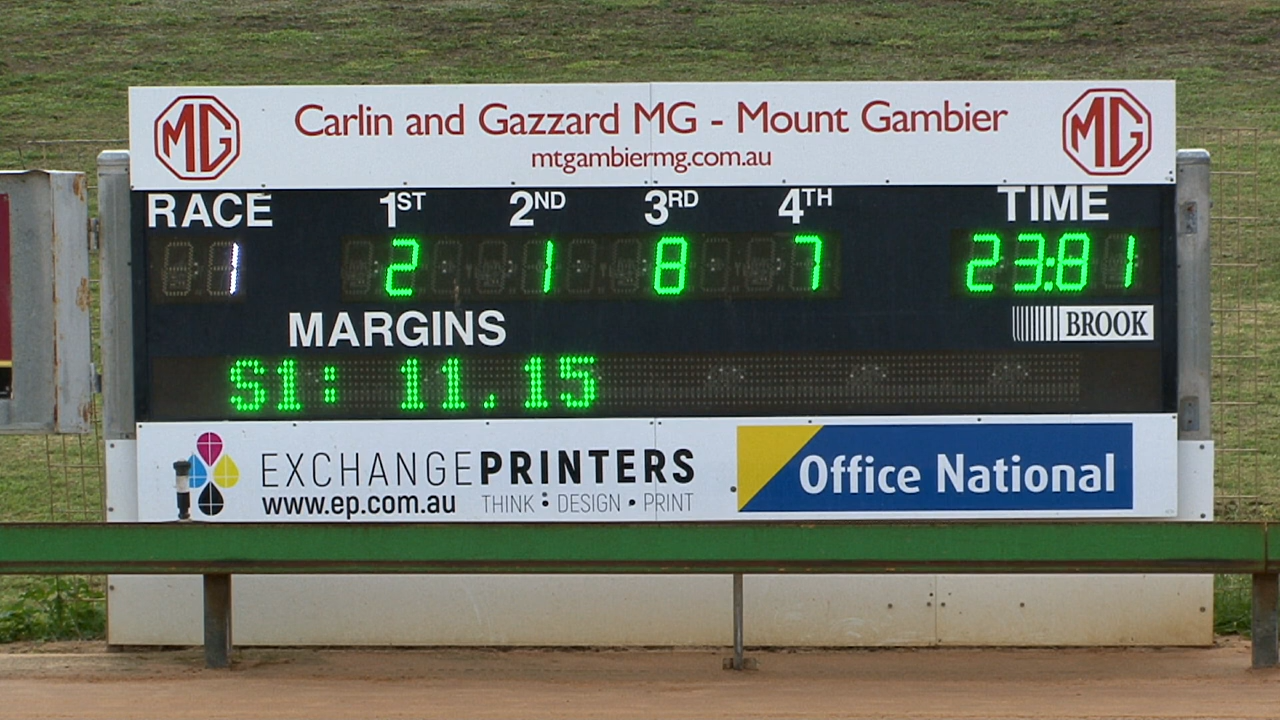 MG Carlin and Gazzard MG - Mount Gambier MG
mtgambiermg.com.au
RACE 1ST 2ND 3RD 4TH TIME
1 2 1 8 7 23:81
MARGINS BROOK
S1: 11.15
EXCHANGEPRINTERS Office National
www.ep.com.au THINK : DESIGN • PRINT